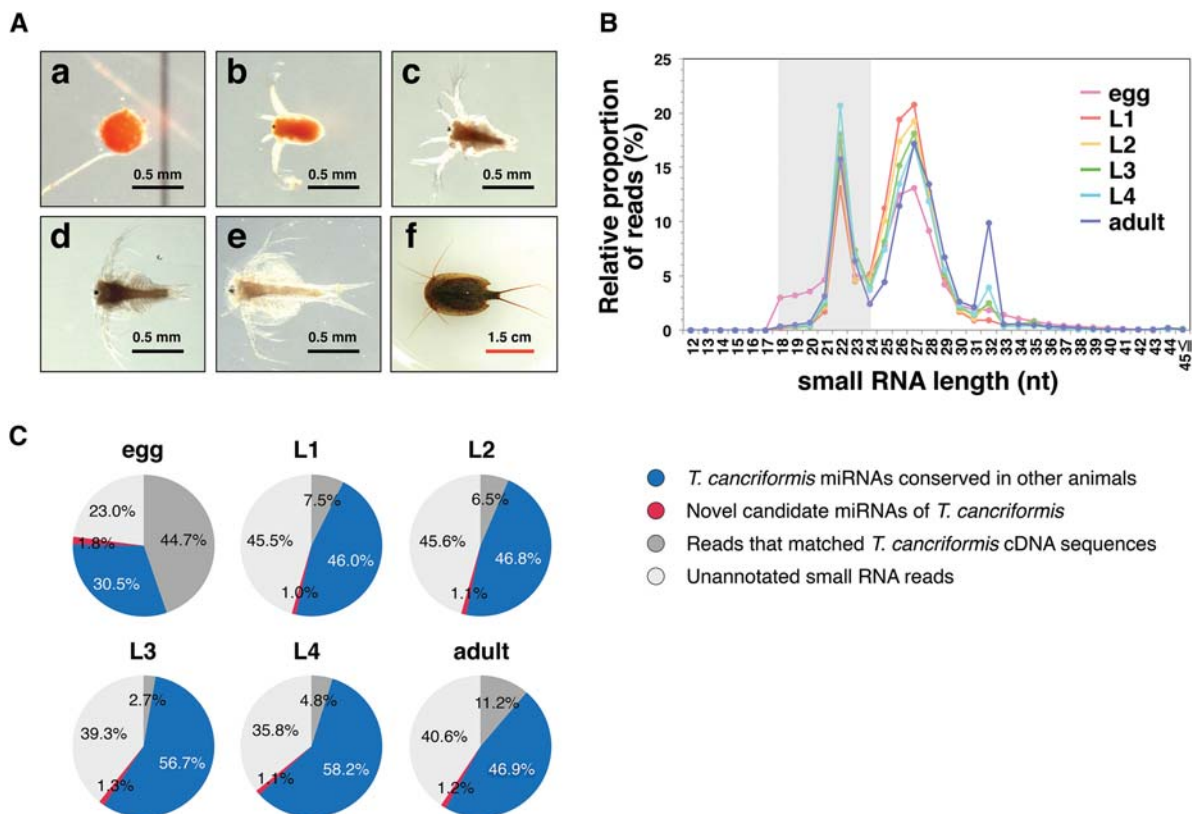 A
a
b
c
0.5 mm
0.5 mm
0.5 mm
d
e
f
0.5 mm
0.5 mm
1.5 cm
B
Relative proportion
of reads (%)
25
20
15
10
5
0
egg
L1
L2
L3
L4
adult
12 13 14 15 16 17 18 19 20 21 22 23 24 25 26 27 28 29 30 31 32 33 34 35 36 37 38 39 40 41 42 43 44 45≦
small RNA length (nt)
C
egg
23.0%
44.7%
1.8%
30.5%
L1
7.5%
45.5%
46.0%
1.0%
L2
6.5%
45.6%
46.8%
1.1%
L3
2.7%
39.3%
56.7%
1.3%
L4
4.8%
35.8%
58.2%
1.1%
adult
11.2%
40.6%
46.9%
1.2%
T. cancriformis miRNAs conserved in other animals
Novel candidate miRNAs of T. cancriformis
Reads that matched T. cancriformis cDNA sequences
Unannotated small RNA reads